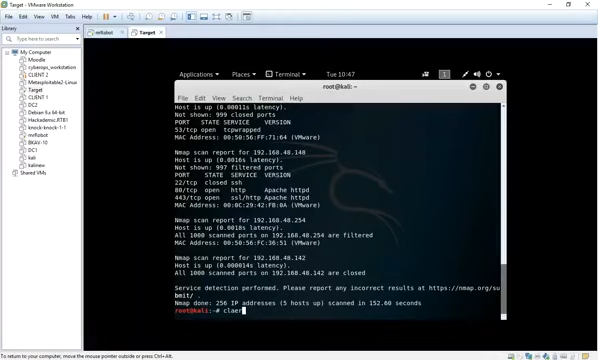 Target - VMware Workstation
File Edit View VM Tabs Help
Library
Type here to search
My Computer
Moodle
cyberops_workstation
CLIENT 2
Metasploitable2-Linux
Target
CLIENT 1
DC2
Debian 9.x 64-bit
Hackademic.RTB1
knock-knock-1-1
mrRobot
BKAV-10
DC1
kali
kalinew
Shared VMs
mrRobot
Target
Applications Places Terminal Tue 10:47 1
root@kali: ~
File Edit View Search Terminal Help
Host is up (0.00011s latency).
Not shown: 999 closed ports
PORT STATE SERVICE VERSION
53/tcp open tcpwrapped
MAC Address: 00:50:56:FF:71:64 (VMware)
Nmap scan report for 192.168.48.148
Host is up (0.0016s latency).
Not shown: 997 filtered ports
PORT STATE SERVICE VERSION
22/tcp closed ssh
80/tcp open http Apache httpd
443/tcp open ssl/http Apache httpd
MAC Address: 00:0C:29:42:FB:0A (VMware)
Nmap scan report for 192.168.48.254
Host is up (0.00018s latency).
All 1000 scanned ports on 192.168.48.254 are filtered
MAC Address: 00:50:56:FC:36:51 (VMware)
Nmap scan report for 192.168.48.142
Host is up (0.000014s latency).
All 1000 scanned ports on 192.168.48.142 are closed
Service detection performed. Please report any incorrect results at https://nmap.org/su
bmit/ .
Nmap done: 256 IP addresses (5 hosts up) scanned in 152.60 seconds
root@kali:~# claer
To return to your computer, move the mouse pointer outside or press Ctrl+Alt.